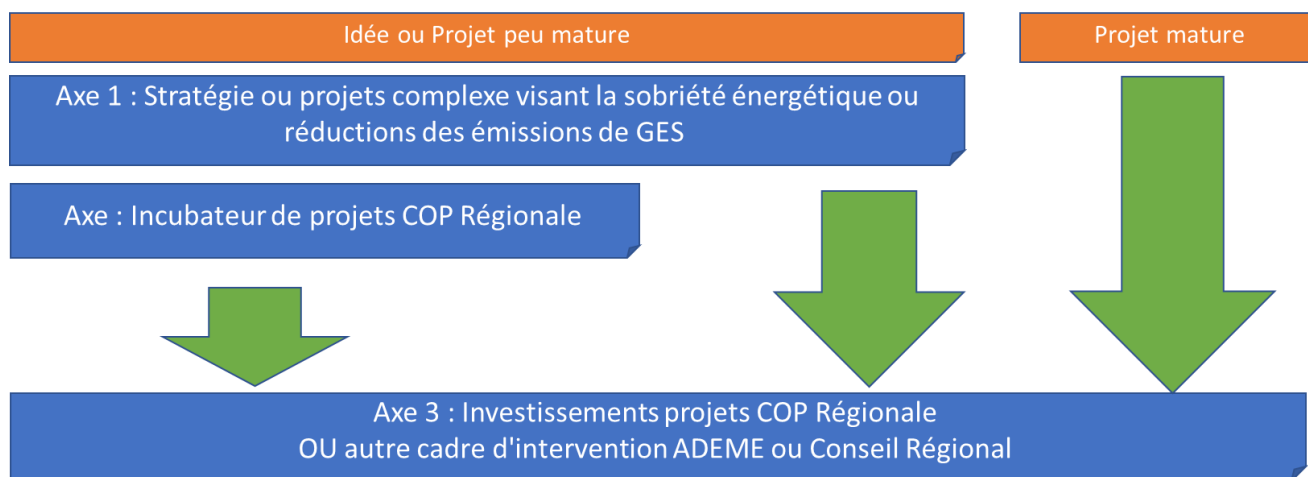 Idée ou Projet peu mature
Projet mature
Axe 1 : Stratégie ou projets complexe visant la sobriété énergétique ou
réductions des émissions de GES
Axe : Incubateur de projets COP Régionale
Axe 3 : Investissements projets COP Régionale
OU autre cadre d'intervention ADEME ou Conseil Régional